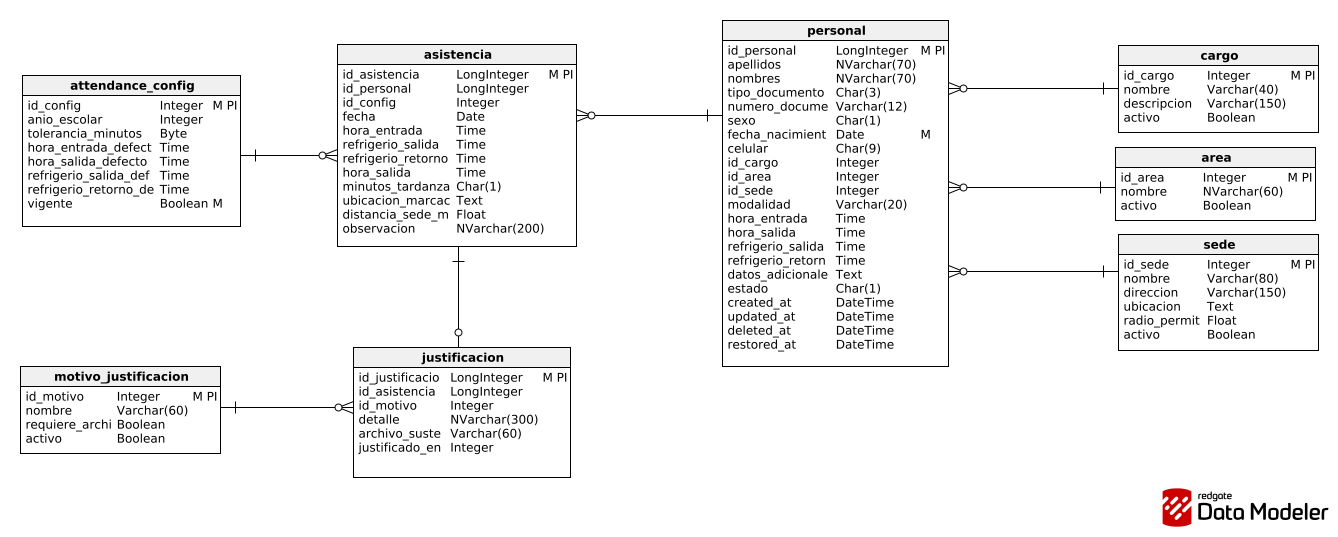 attendance_config
id_config Integer M PI
anio_escolar Integer
tolerancia_minutos Byte
hora_entrada_defect Time
hora_salida_defecto Time
refrigerio_salida_def Time
refrigerio_retorno_de Time
vigente Boolean M
asistencia
id_asistencia LongInteger M PI
id_personal LongInteger
id_config Integer
fecha Date
hora_entrada Time
refrigerio_salida Time
refrigerio_retorno Time
hora_salida Time
minutos_tardanza Char(1)
ubicacion_marcac Text
distancia_sede_m Float
observacion NVarchar(200)
personal
id_personal LongInteger M PI
apellidos NVarchar(70)
nombres NVarchar(70)
tipo_documento Char(3)
numero_docume Varchar(12)
sexo Char(1)
fecha_nacimient Date M
celular Char(9)
id_cargo Integer
id_area Integer
id_sede Integer
modalidad Varchar(20)
hora_entrada Time
hora_salida Time
refrigerio_salida Time
refrigerio_retorn Time
datos_adicionale Text
estado Char(1)
created_at DateTime
updated_at DateTime
deleted_at DateTime
restored_at DateTime
cargo
id_cargo Integer M PI
nombre Varchar(40)
descripcion Varchar(150)
activo Boolean
area
id_area Integer M PI
nombre NVarchar(60)
activo Boolean
sede
id_sede Integer M PI
nombre Varchar(80)
direccion Varchar(150)
ubicacion Text
radio_permit Float
activo Boolean
motivo_justificacion
id_motivo Integer M PI
nombre Varchar(60)
requiere_archi Boolean
activo Boolean
justificacion
id_justificacio LongInteger M PI
id_asistencia LongInteger
id_motivo Integer
detalle NVarchar(300)
archivo_suste Varchar(60)
justificado_en Integer
redgate
Data Modeler